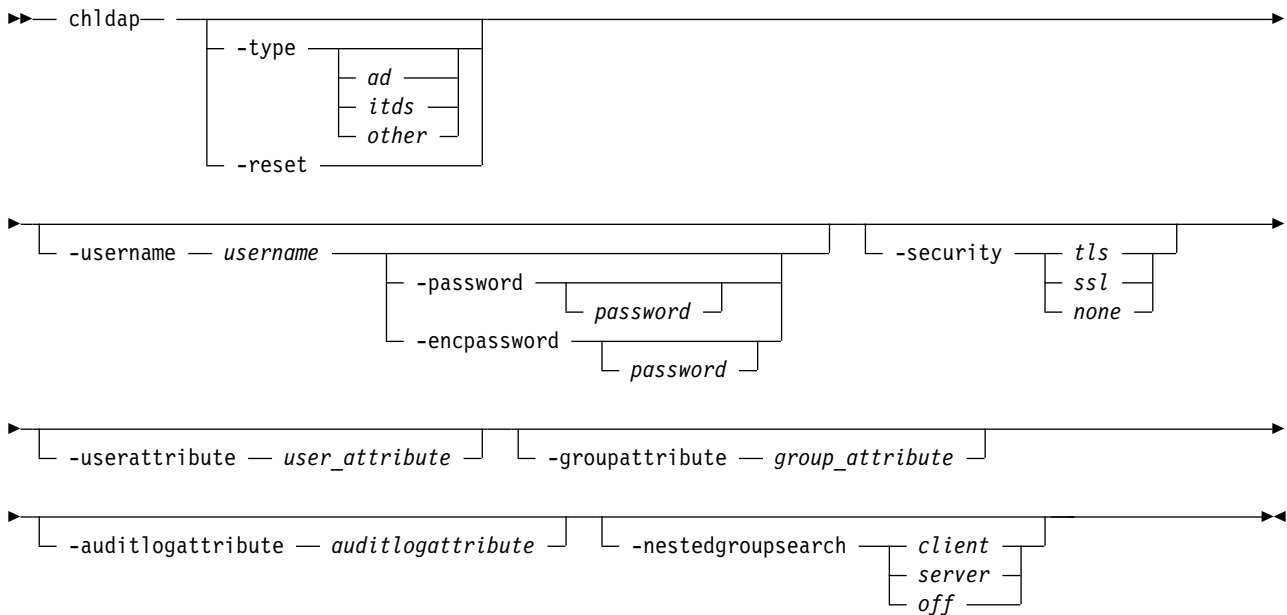 chldap
-type
ad
itds
other
-reset
-username username
-password
password
-encpassword
password
-security tls
ssl
none
-userattribute user_attribute
-groupattribute group_attribute
-auditlogattribute auditlogattribute
-nestedgroupsearch client
server
off